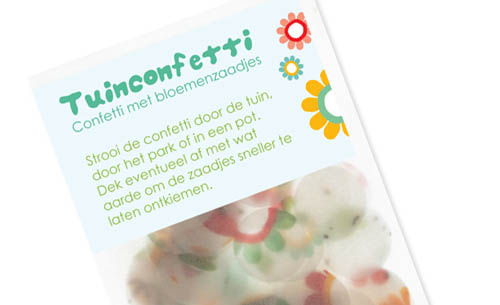 Tuinconfetti
Confetti met bloemenzaadjes
Strooi de confetti door de tuin,
door het park of in een pot.
Dek eventueel af met wat
aarde om de zaadjes sneller te
laten ontkiemen.